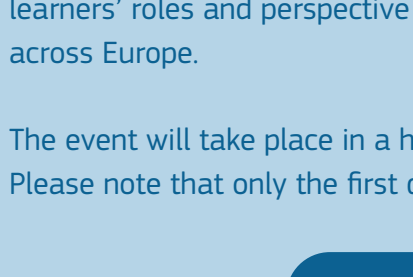 learners' roles and perspective
across Europe.
The event will take place in a
Please note that only the first